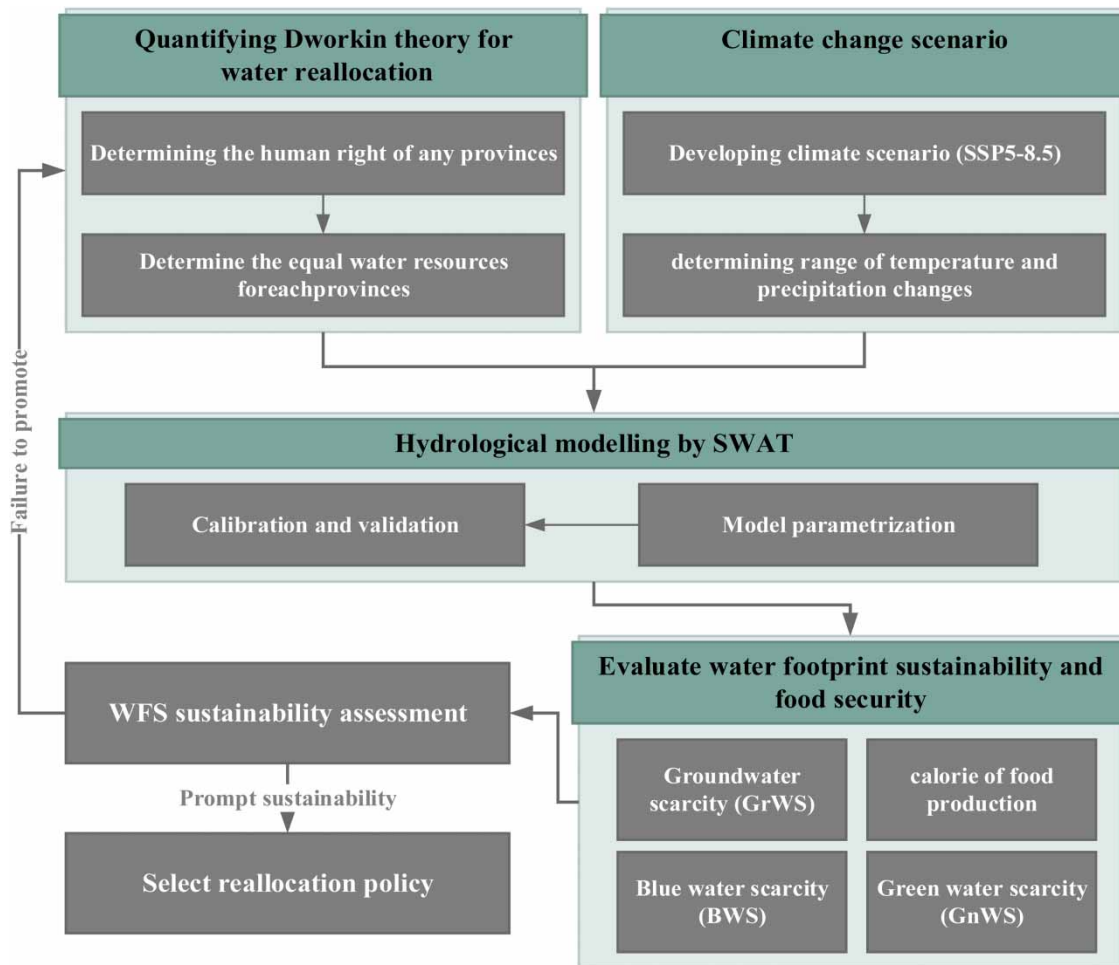 Quantifying Dworkin theory for
water reallocation
Determining the human right of any provinces
Determine the equal water resources
foreachprovinces
Climate change scenario
Developing climate scenario (SSP5-8.5)
determining range of temperature and
precipitation changes
Hydrological modelling by SWAT
Calibration and validation
Model parametrization
Evaluate water footprint sustainability and
food security
Groundwater
scarcity (GrWS)
calorie of food
production
Blue water scarcity
(BWS)
Green water scarcity
(GnWS)
WFS sustainability assessment
Prompt sustainability
Select reallocation policy
Failure to promote